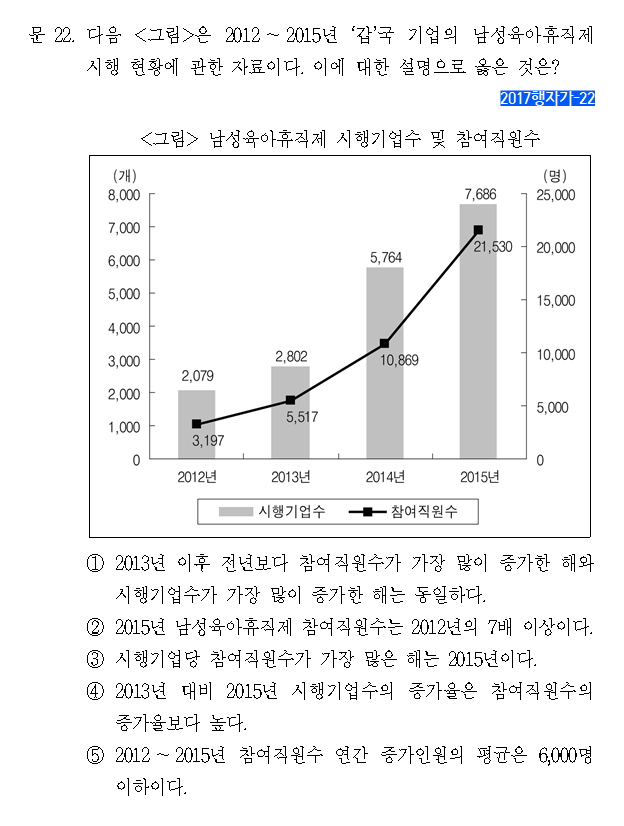 문 22. 다음 <그림>은 2012 ~ 2015년 ‘갑’국 기업의 남성육아휴직제
시행 현황에 관한 자료이다. 이에 대한 설명으로 옳은 것은?
2017행자가-22
<그림> 남성육아휴직제 시행기업수 및 참여직원수
(개) (명)
8,000 7,686 25,000
7,000
21,530 20,000
6,000 5,764
5,000 15,000
4,000
10,869 10,000
3,000 2,802
2,079
2,000 5,517 5,000
3,197
1,000
0 0
2012년 2013년 2014년 2015년
시행기업수 참여직원수
① 2013년 이후 전년보다 참여직원수가 가장 많이 증가한 해와
시행기업수가 가장 많이 증가한 해는 동일하다.
② 2015년 남성육아휴직제 참여직원수는 2012년의 7배 이상이다.
③ 시행기업당 참여직원수가 가장 많은 해는 2015년이다.
④ 2013년 대비 2015년 시행기업수의 증가율은 참여직원수의
증가율보다 높다.
⑤ 2012 ~ 2015년 참여직원수 연간 증가인원의 평균은 6,000명
이하이다.